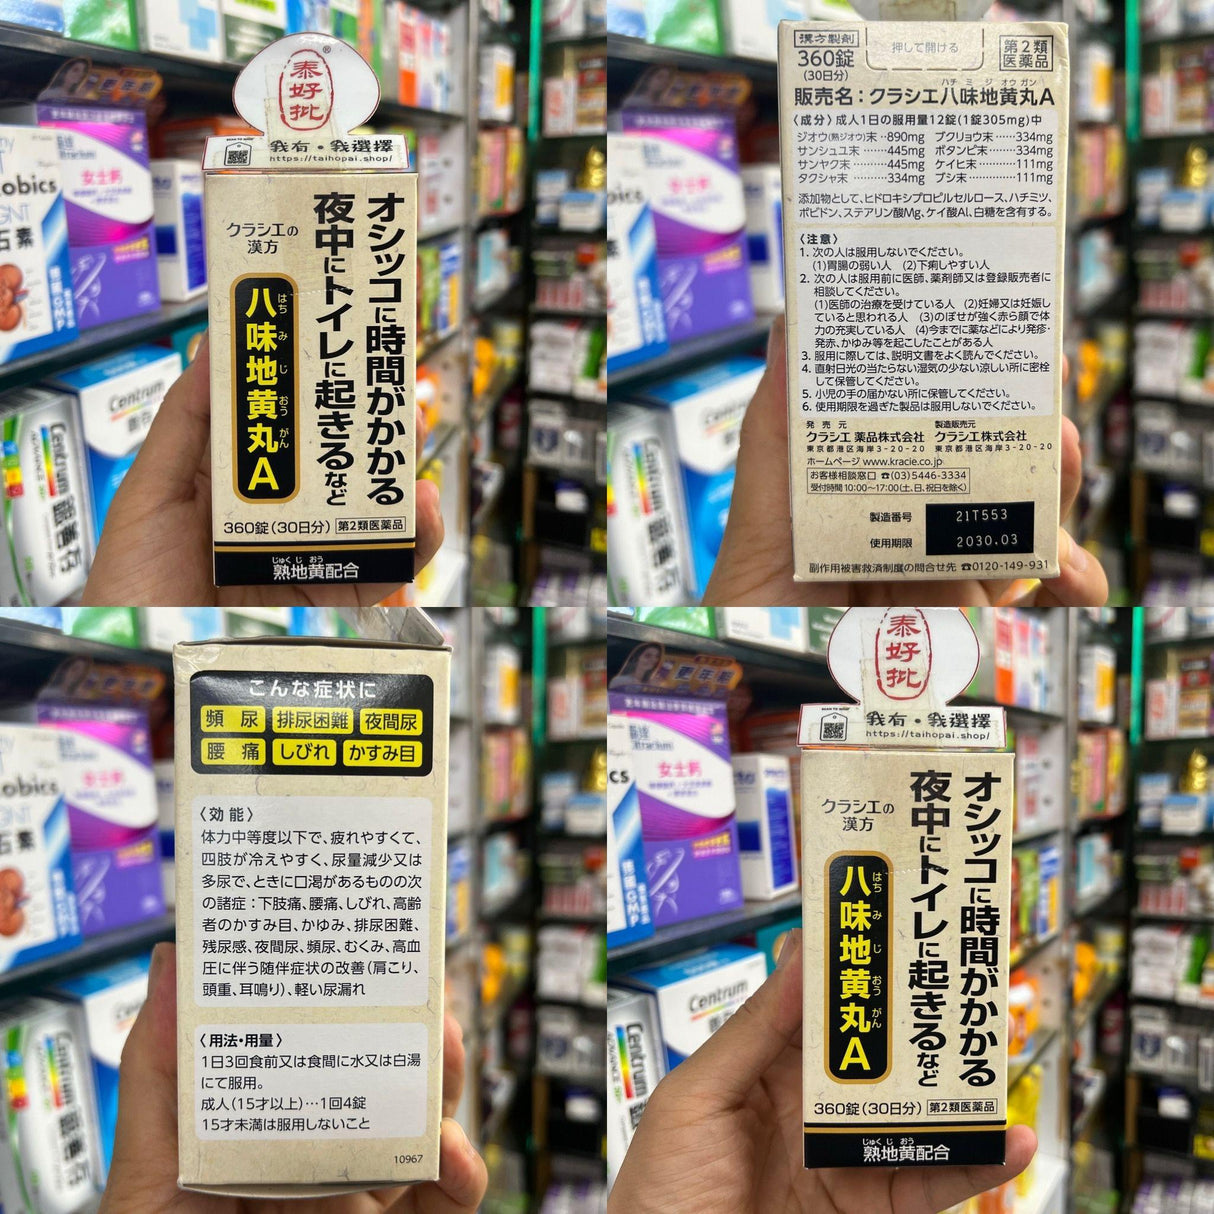 泰好批
®
SCAN TO SHOP
我有・我選擇
https://taihopai.shop/
オシッコに時間がかかる
夜中にトイレに起きるなど
クラシエの
漢方
八味地黄丸A
はち み じ おう がん
360錠(30日分) 第2類医薬品
じゅく じ おう
熟地黄配合
女士鈣
obics
石素
Centrum
Centrum
漢方製剤
360錠
(30日分)
押して開ける
第2類
医薬品
ハチ ミ ジ オウ ガン
販売名:クラシエ八味地黄丸A
〈成分〉成人1日の服用量12錠(1錠305mg)中
ジオウ(熟ジオウ)末‥890mg プクリョウ末……334mg
サンシュユ末………445mg ボタンピ末………334mg
サンヤク末…………445mg ケイヒ末…………111mg
タクシャ末…………334mg ブシ末……………111mg
添加物として、ヒドロキシプロピルセルロース、ハチミツ、
ポビドン、ステアリン酸Mg、ケイ酸Al、白糖を含有する。
〈注意〉
1. 次の人は服用しないでください。
(1)胃腸の弱い人 (2)下痢しやすい人
2. 次の人は服用前に医師、薬剤師又は登録販売者に
相談してください。
(1)医師の治療を受けている人 (2)妊婦又は妊娠し
ていると思われる人 (3)のぼせが強く赤ら顔で体
力の充実している人 (4)今までに薬などにより発疹・
発赤、かゆみ等を起こしたことがある人
3. 服用に際しては、説明文書をよく読んでください。
4. 直射日光の当たらない湿気の少ない涼しい所に密栓
して保管してください。
5. 小児の手の届かない所に保管してください。
6. 使用期限を過ぎた製品は服用しないでください。
発売元 製造販売元
クラシエ薬品株式会社 クラシエ株式会社
東京都港区海岸3-20-20 東京都港区海岸3-20-20
ホームページ www.kracie.co.jp
お客様相談窓口 ☎(03)5446-3334
受付時間 10:00〜17:00(土、日、祝日を除く)
製造番号 21T553
使用期限 2030.03
副作用被害救済制度の問合せ先 ☎0120-149-931
こんな症状に
頻尿 排尿困難 夜間尿
腰痛 しびれ かすみ目
〈効能〉
体力中等度以下で、疲れやすくて、
四肢が冷えやすく、尿量減少又は
多尿で、ときに口渇があるものの次
の諸症:下肢痛、腰痛、しびれ、高齢
者のかすみ目、かゆみ、排尿困難、
残尿感、夜間尿、頻尿、むくみ、高血
圧に伴う随伴症状の改善(肩こり、
頭重、耳鳴り)、軽い尿漏れ
〈用法・用量〉
1日3回食前又は食間に水又は白湯
にて服用。
成人(15才以上)…1回4錠
15才未満は服用しないこと
10967
obics
石素
女士鈣
Centrum
Centrum
泰好批
SCAN TO SHOP
我有・我選擇
https://taihopai.shop/
オシッコに時間がかかる
夜中にトイレに起きるなど
クラシエの
漢方
八味地黄丸A
はち み じ おう がん
360錠(30日分) 第2類医薬品
じゅく じ おう
熟地黄配合
女士鈣
Centrum
Centrum